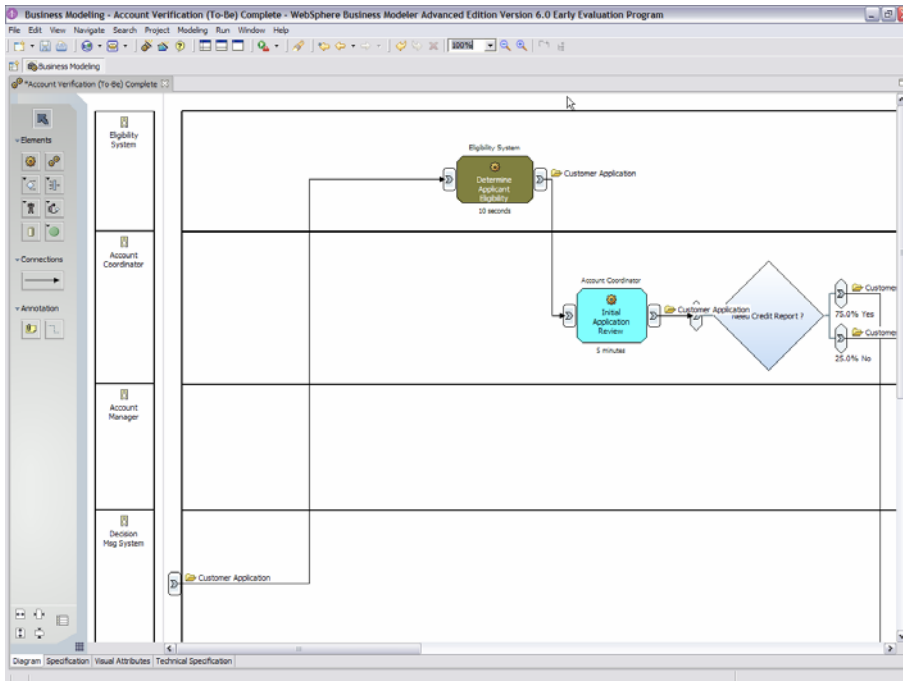 Business Modeling - Account Verification (To-Be) Complete - WebSphere Business Modeler Advanced Edition Version 6.0 Early Evaluation Program
File Edit View Navigate Search Project Modeling Run Window Help
100%
Business Modeling
*Account Verification (To-Be) Complete
Elements
Connections
Annotation
Eligibility
System
Eligibility System
Determine
Applicant
Eligibility
10 seconds
Customer Application
Account
Coordinator
Account Coordinator
Initial
Application
Review
5 minutes
Customer Application
Need Credit Report ?
Customer
75.0% Yes
Customer
25.0% No
Account
Manager
Decision
Msg System
Customer Application
Diagram Specification Visual Attributes Technical Specification